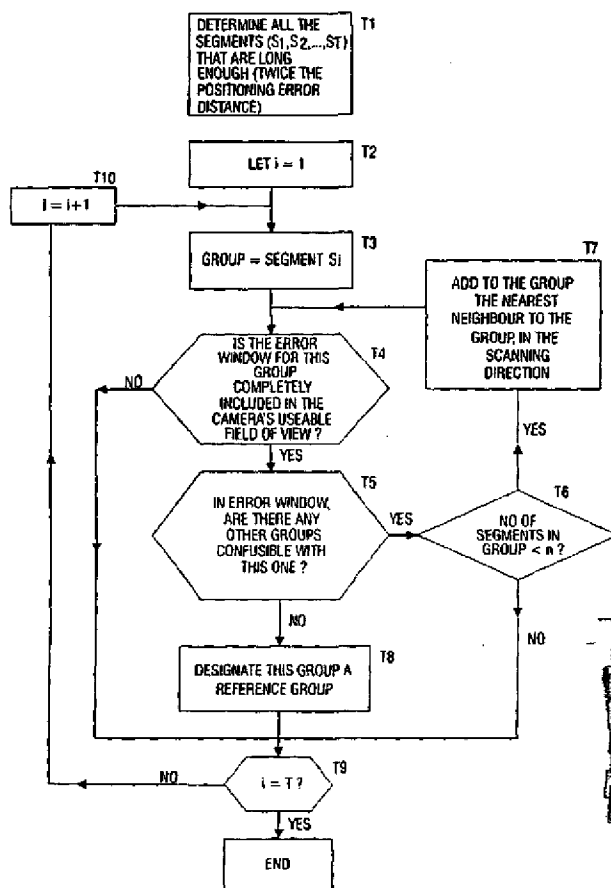 DETERMINE ALL THE
SEGMENTS (S1,S2,...,ST)
THAT ARE LONG
ENOUGH (TWICE THE
POSITIONING ERROR
DISTANCE)
T1
LET i = 1
T2
T10
i = i+1
GROUP = SEGMENT Si
T3
T7
ADD TO THE GROUP
THE NEAREST
NEIGHBOUR TO THE
GROUP, IN THE
SCANNING
DIRECTION
IS THE ERROR
WINDOW FOR THIS
GROUP
COMPLETELY
INCLUDED IN THE
CAMERA'S USEABLE
FIELD OF VIEW ?
T4
NO
YES
YES
IN ERROR WINDOW,
ARE THERE ANY
OTHER GROUPS
CONFUSIBLE WITH
THIS ONE ?
T5
YES
T6
NO OF
SEGMENTS IN
GROUP < n ?
NO
NO
DESIGNATE THIS GROUP A
REFERENCE GROUP
T8
i = T ?
T9
NO
YES
END